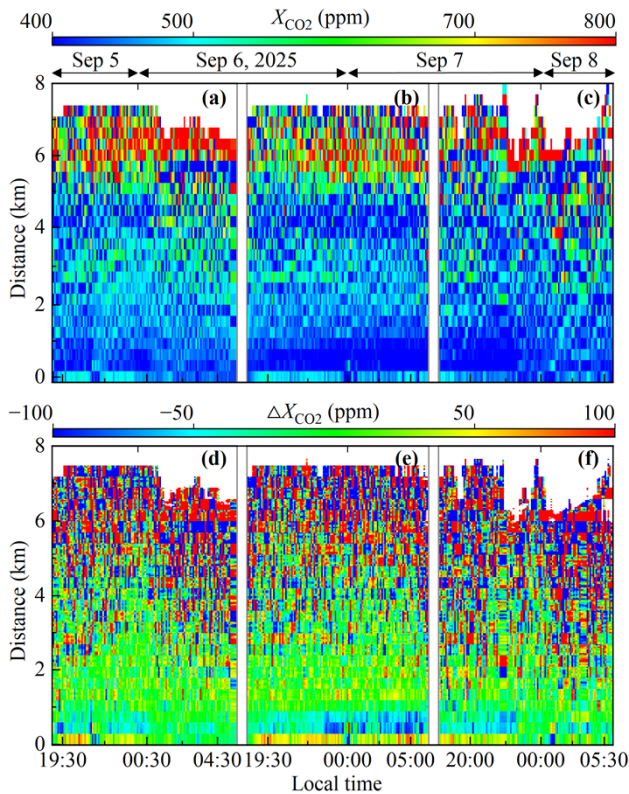 X_CO2 (ppm)
400 500 600 700 800
Sep 5 Sep 6, 2025 Sep 7 Sep 8
(a) (b) (c)
Distance (km)
8
6
4
2
0
−100 −50 △X_CO2 (ppm) 50 100
(d) (e) (f)
Distance (km)
8
6
4
2
0
19:30 00:30 04:30 19:30 00:00 05:00 20:00 00:00 05:30
Local time